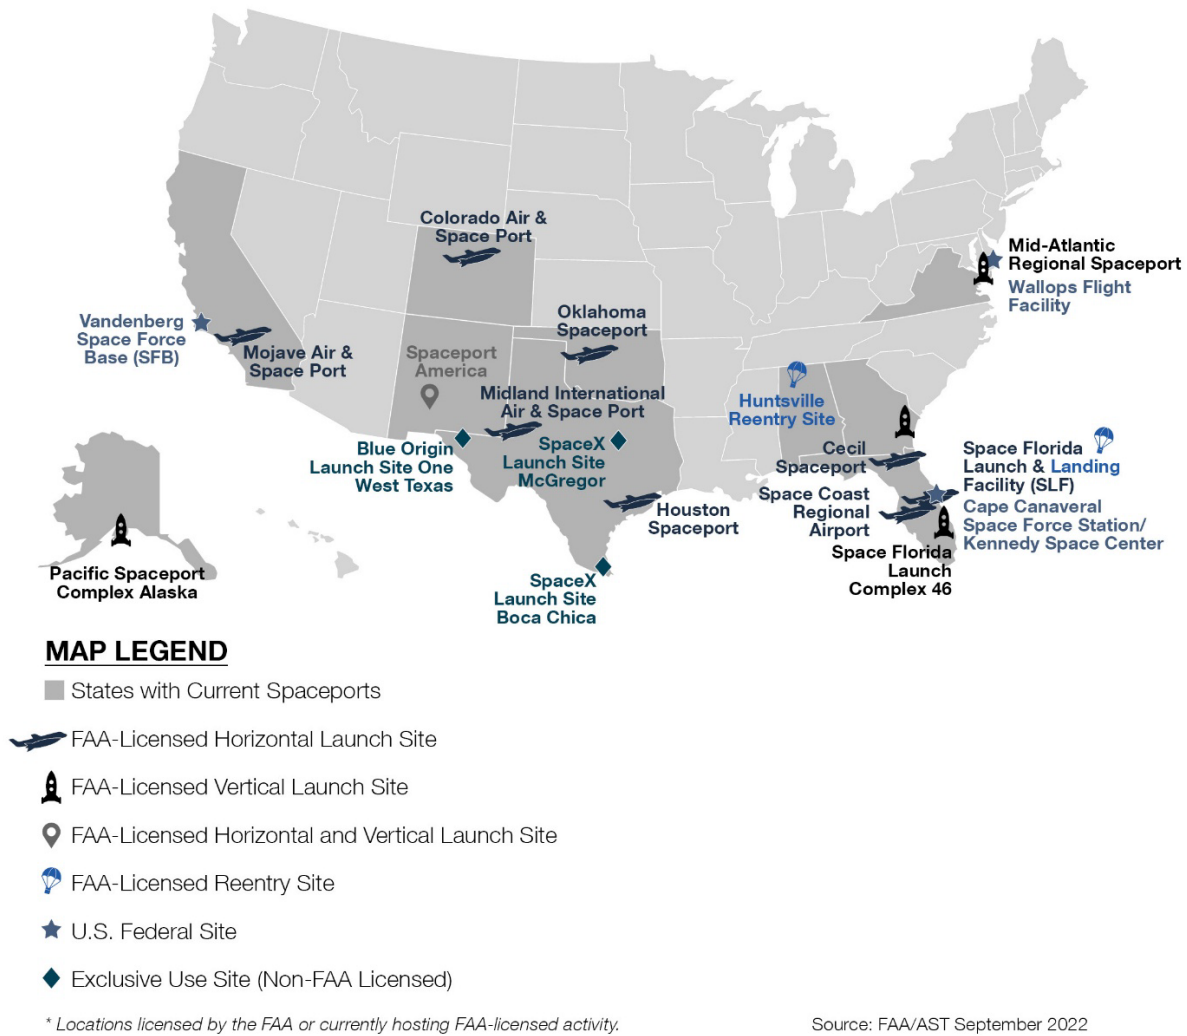 Colorado Air &
Space Port
Mid-Atlantic
Regional Spaceport
Wallops Flight
Facility
Oklahoma
Spaceport
Vandenberg
Space Force
Base (SFB)
Mojave Air &
Space Port
Spaceport
America
Midland International
Air & Space Port
Huntsville
Reentry Site
Blue Origin
Launch Site One
West Texas
SpaceX
Launch Site
McGregor
Cecil
Spaceport
Space Florida
Launch & Landing
Facility (SLF)
Space Coast
Regional
Airport
Houston
Spaceport
Cape Canaveral
Space Force Station/
Kennedy Space Center
Space Florida
Launch
Complex 46
Pacific Spaceport
Complex Alaska
SpaceX
Launch Site
Boca Chica
MAP LEGEND
States with Current Spaceports
FAA-Licensed Horizontal Launch Site
FAA-Licensed Vertical Launch Site
FAA-Licensed Horizontal and Vertical Launch Site
FAA-Licensed Reentry Site
U.S. Federal Site
Exclusive Use Site (Non-FAA Licensed)
* Locations licensed by the FAA or currently hosting FAA-licensed activity.
Source: FAA/AST September 2022